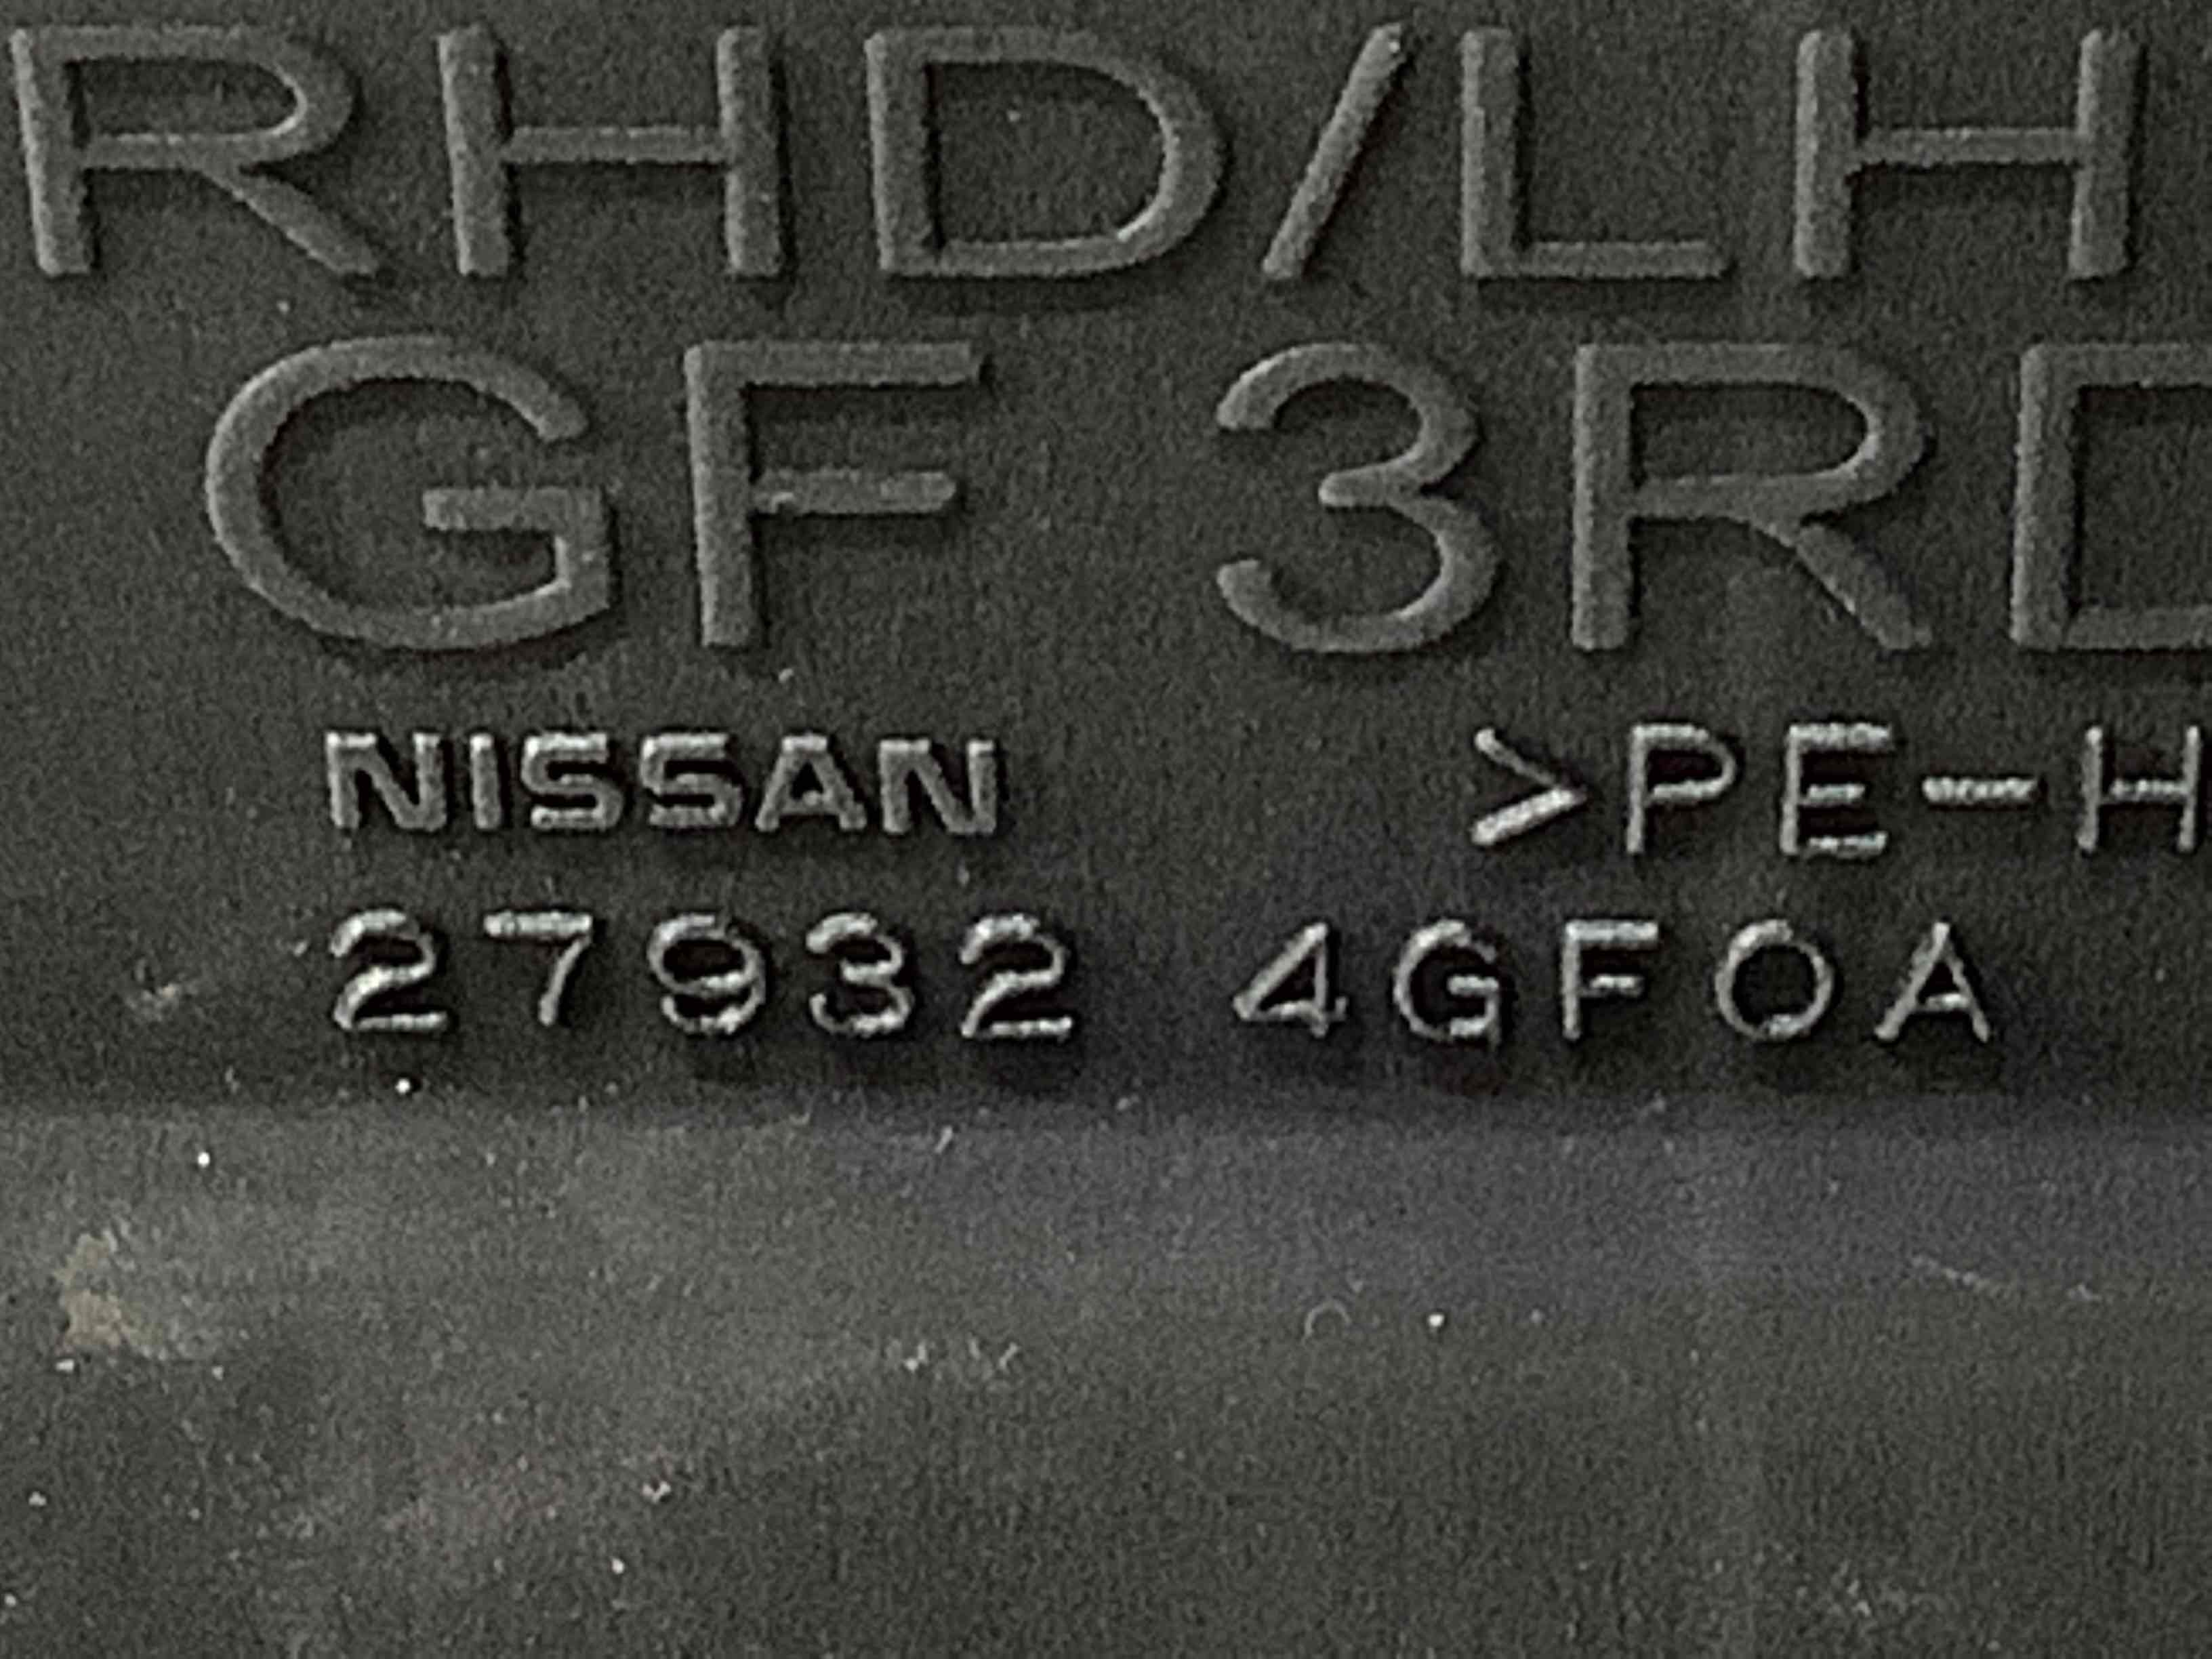 RHD/LH
GF 3RD
NISSAN >PE-H
27932 4GF0A